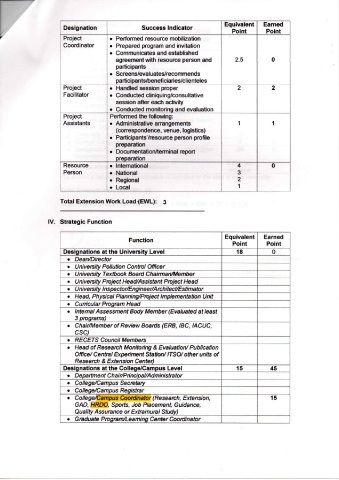 Designation Success Indicator Equivalent Point Earned Point
Project Coordinator
• Performed resource mobilization
• Prepared program and invitation
• Communicates and established
agreement with resource person and
participants
• Screens/evaluates/recommends
participants/beneficiaries/clienteles
2.5 0
Project Facilitator
• Handled session proper
• Conducted cliniquing/consultative
session after each activity
• Conducted monitoring and evaluation
2 2
Project Assistants
Performed the following:
• Administrative arrangements
(correspondence, venue, logistics)
• Participants'/resource person profile
preparation
• Documentation/terminal report
preparation
1 1
Resource Person
• International 4 0
• National 3
• Regional 2
• Local 1
Total Extension Work Load (EWL): 3
IV. Strategic Function
Function Equivalent Point Earned Point
Designations at the University Level 18 0
• Dean/Director
• University Pollution Control Officer
• University Textbook Board Chairman/Member
• University Project Head/Assistant Project Head
• University Inspector/Engineer/Architect/Estimator
• Head, Physical Planning/Project Implementation Unit
• Curricular Program Head
• Internal Assessment Body Member (Evaluated at least
3 programs)
• Chair/Member of Review Boards (ERB, IBC, IACUC,
CSC)
• RECETS Council Members
• Head of Research Monitoring & Evaluation/ Publication
Office/ Central Experiment Station/ ITSO/ other units of
Research & Extension Center)
Designations at the College/Campus Level 15 45
• Department Chair/Principal/Administrator
• College/Campus Secretary
• College/Campus Registrar
• College/Campus Coordinator (Research, Extension, 15
GAD, HRDO, Sports, Job Placement, Guidance,
Quality Assurance or Extramural Study)
• Graduate Program/Learning Center Coordinator